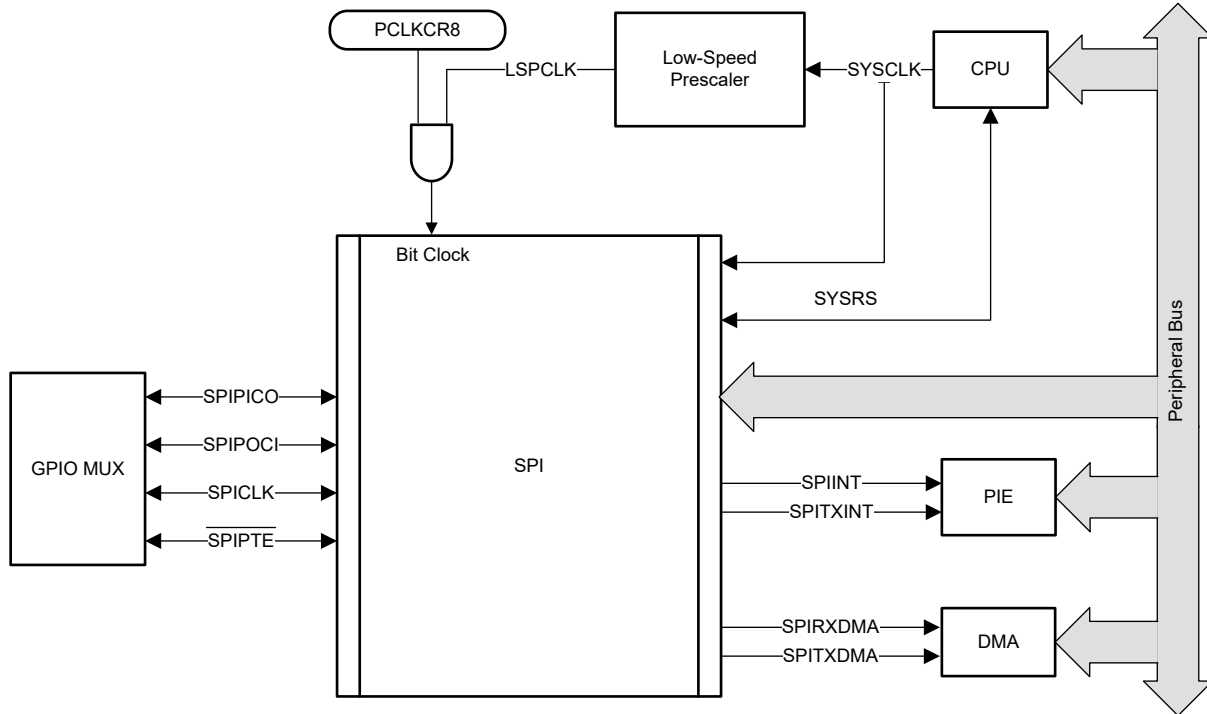 PCLKCR8
LSPCLK
Low-Speed
Prescaler
SYSCLK
CPU
Bit Clock
SYSRS
Peripheral Bus
GPIO MUX
SPIPICO
SPIPOCI
SPICLK
SPIPTE
SPI
SPIINT
SPITXINT
PIE
SPIRXDMA
SPITXDMA
DMA